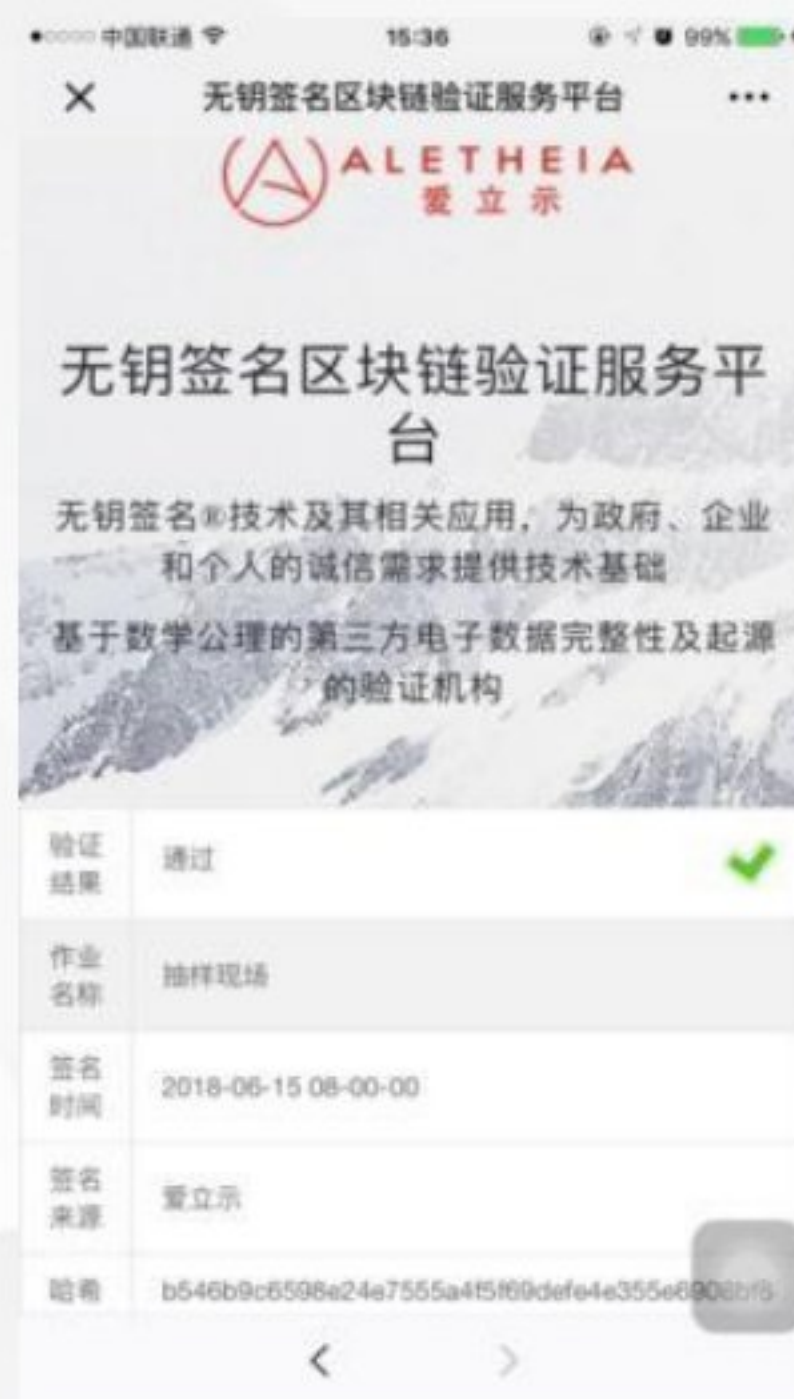 中国联通
15:36
99%
无钥签名区块链验证服务平台
ALETHEIA
爱立示
无钥签名区块链验证服务平
台
无钥签名®技术及其相关应用，为政府、企业
和个人的诚信需求提供技术基础
基于数学公理的第三方电子数据完整性及起源
的验证机构
验证
结果
通过
作业
名称
抽样现场
签名
时间
2018-06-15 08-00-00
签名
来源
爱立示
哈希